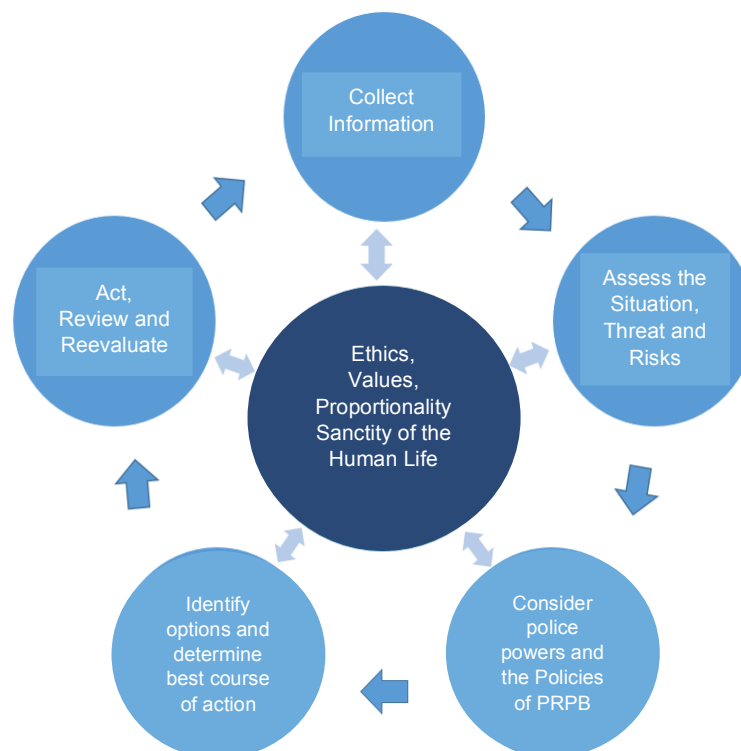 Collect
Information
Assess the
Situation,
Threat and
Risks
Consider
police
powers and
the Policies
of PRPB
Identify
options and
determine
best course
of action
Act,
Review and
Reevaluate
Ethics,
Values,
Proportionality
Sanctity of the
Human Life